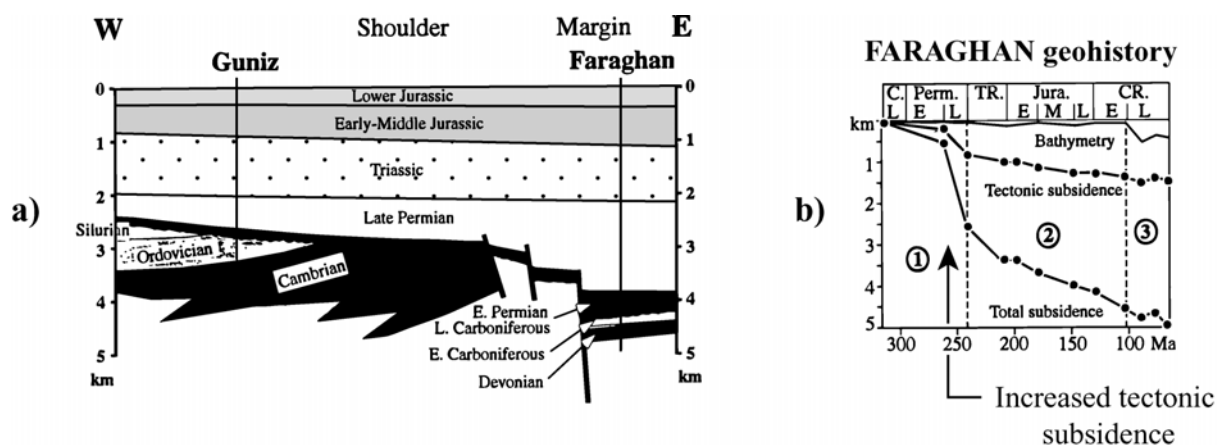 W
Shoulder
Margin
E
Guniz
Faraghan
a)
0
1
2
3
4
5
km
Lower Jurassic
Early-Middle Jurassic
Triassic
Late Permian
Silurian
Ordovician
Cambrian
E. Permian
L. Carboniferous
E. Carboniferous
Devonian
0
1
2
3
4
5
km
b)
FARAGHAN geohistory
C. Perm. TR. Jura. CR.
L E L E M L E L
km
1
2
3
4
5
Bathymetry
Tectonic subsidence
1
2
3
Total subsidence
300 250 200 150 100 Ma
Increased tectonic
subsidence